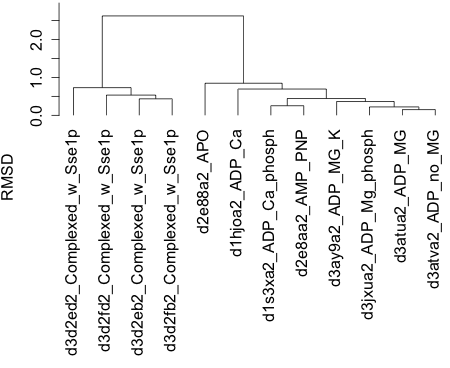 2.0
1.0
0.0
RMSD
d3d2ed2_Complexed_w_Sse1p
d3d2fd2_Complexed_w_Sse1p
d3d2eb2_Complexed_w_Sse1p
d3d2fb2_Complexed_w_Sse1p
d2e88a2_APO
d1hjoa2_ADP_Ca
d1s3xa2_ADP_Ca_phosph
d2e8aa2_AMP_PNP
d3ay9a2_ADP_MG_K
d3jxua2_ADP_Mg_phosph
d3atua2_ADP_MG
d3atva2_ADP_no_MG